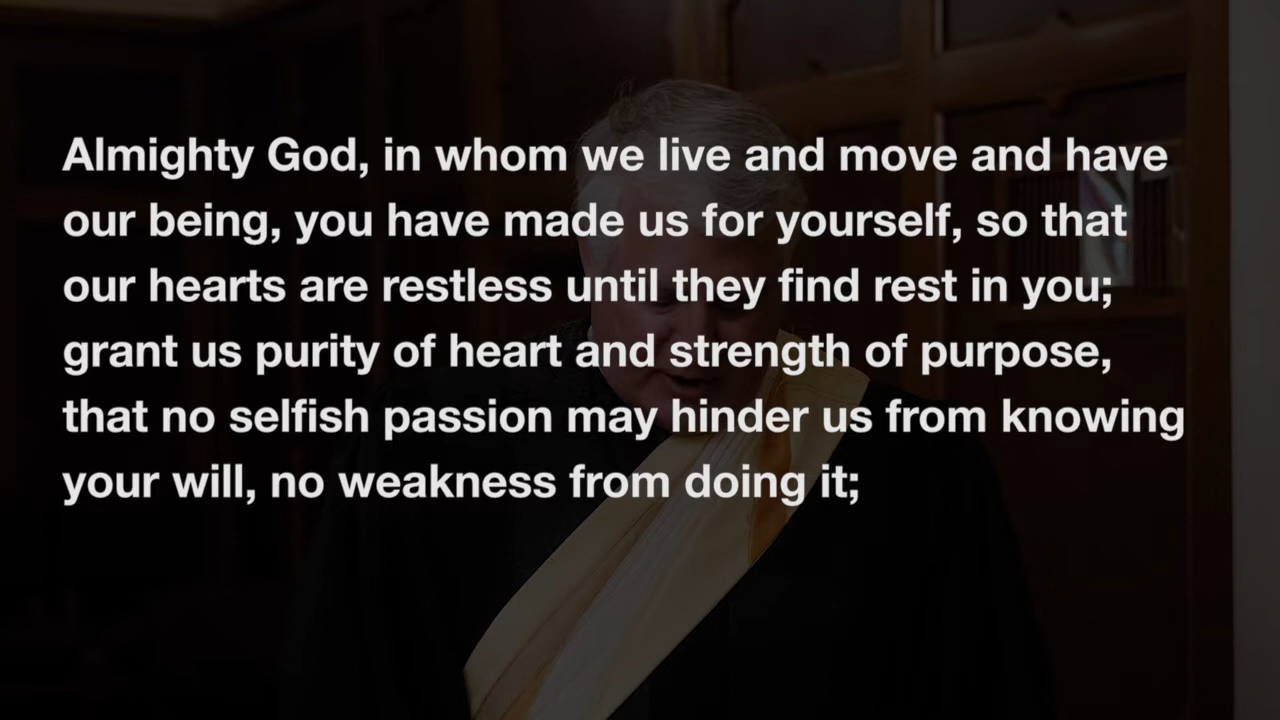 Almighty God, in whom we live and move and have
our being, you have made us for yourself, so that
our hearts are restless until they find rest in you;
grant us purity of heart and strength of purpose,
that no selfish passion may hinder us from knowing
your will, no weakness from doing it;